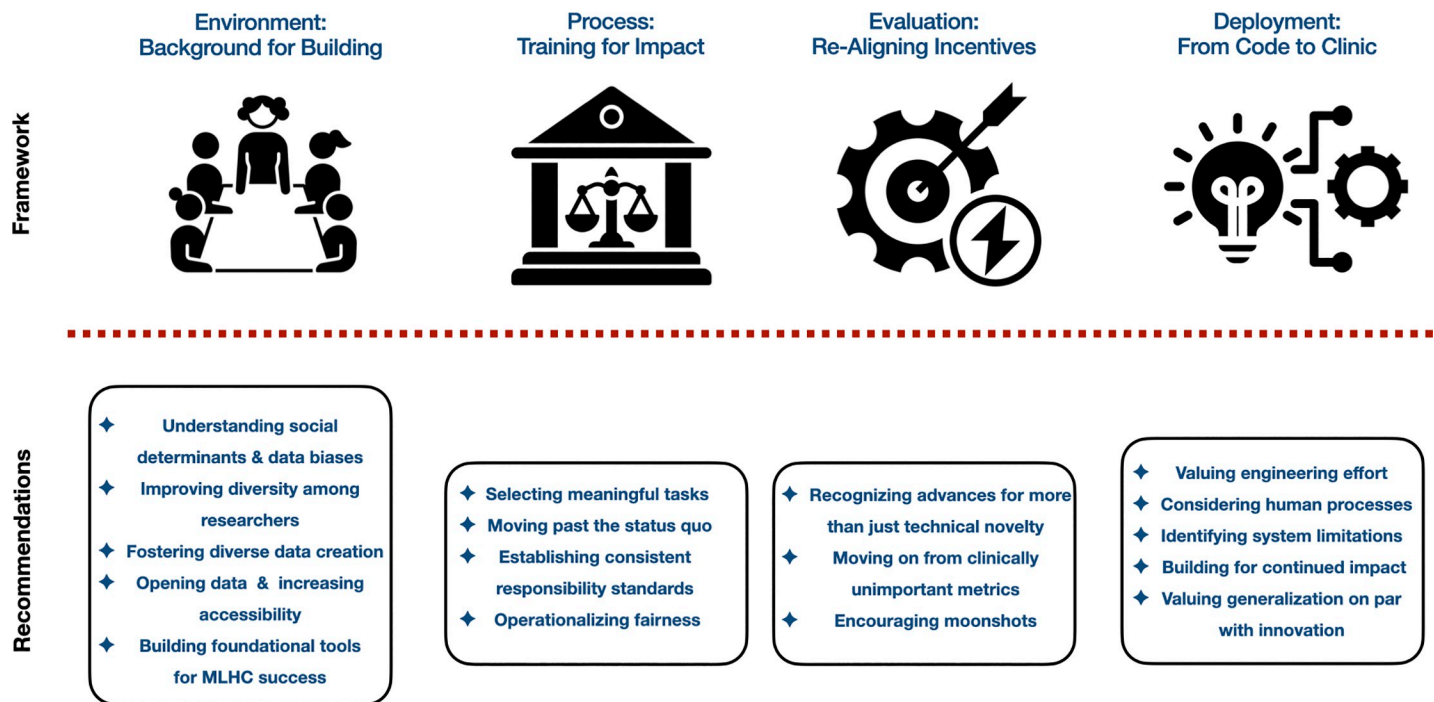 Environment:
Background for Building
Process:
Training for Impact
Evaluation:
Re-Aligning Incentives
Deployment:
From Code to Clinic
Framework
Recommendations
✦ Understanding social
determinants & data biases
✦ Improving diversity among
researchers
✦ Fostering diverse data creation
✦ Opening data & increasing
accessibility
✦ Building foundational tools
for MLHC success
✦ Selecting meaningful tasks
✦ Moving past the status quo
✦ Establishing consistent
responsibility standards
✦ Operationalizing fairness
✦ Recognizing advances for more
than just technical novelty
✦ Moving on from clinically
unimportant metrics
✦ Encouraging moonshots
✦ Valuing engineering effort
✦ Considering human processes
✦ Identifying system limitations
✦ Building for continued impact
✦ Valuing generalization on par
with innovation